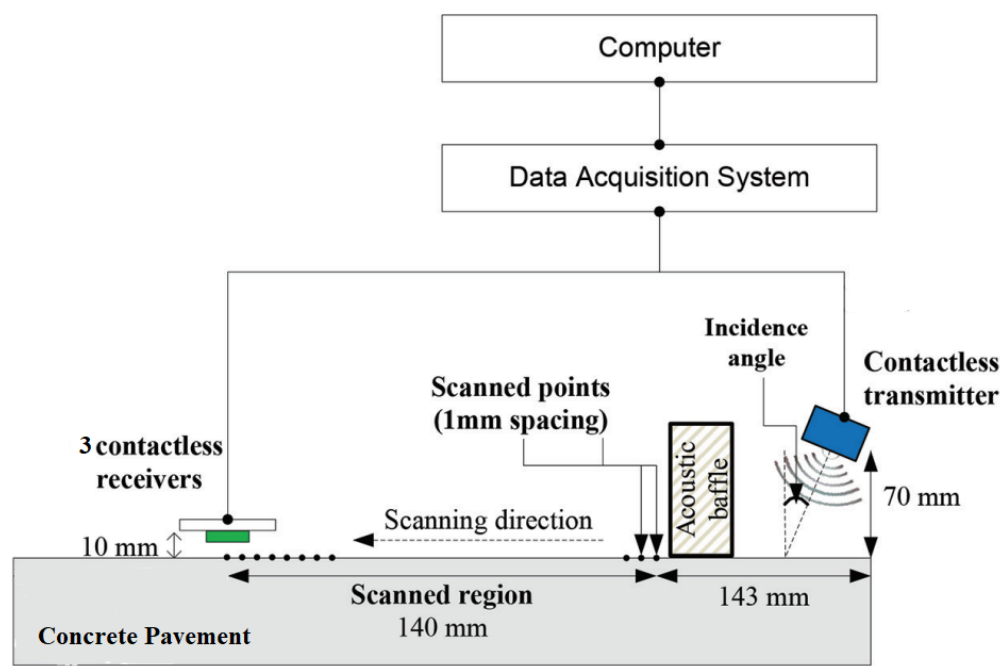 Computer
Data Acquisition System
Incidence
angle
Contactless
transmitter
Scanned points
(1mm spacing)
3 contactless
receivers
Acoustic
baffle
70 mm
Scanning direction
10 mm
Scanned region
140 mm
143 mm
Concrete Pavement